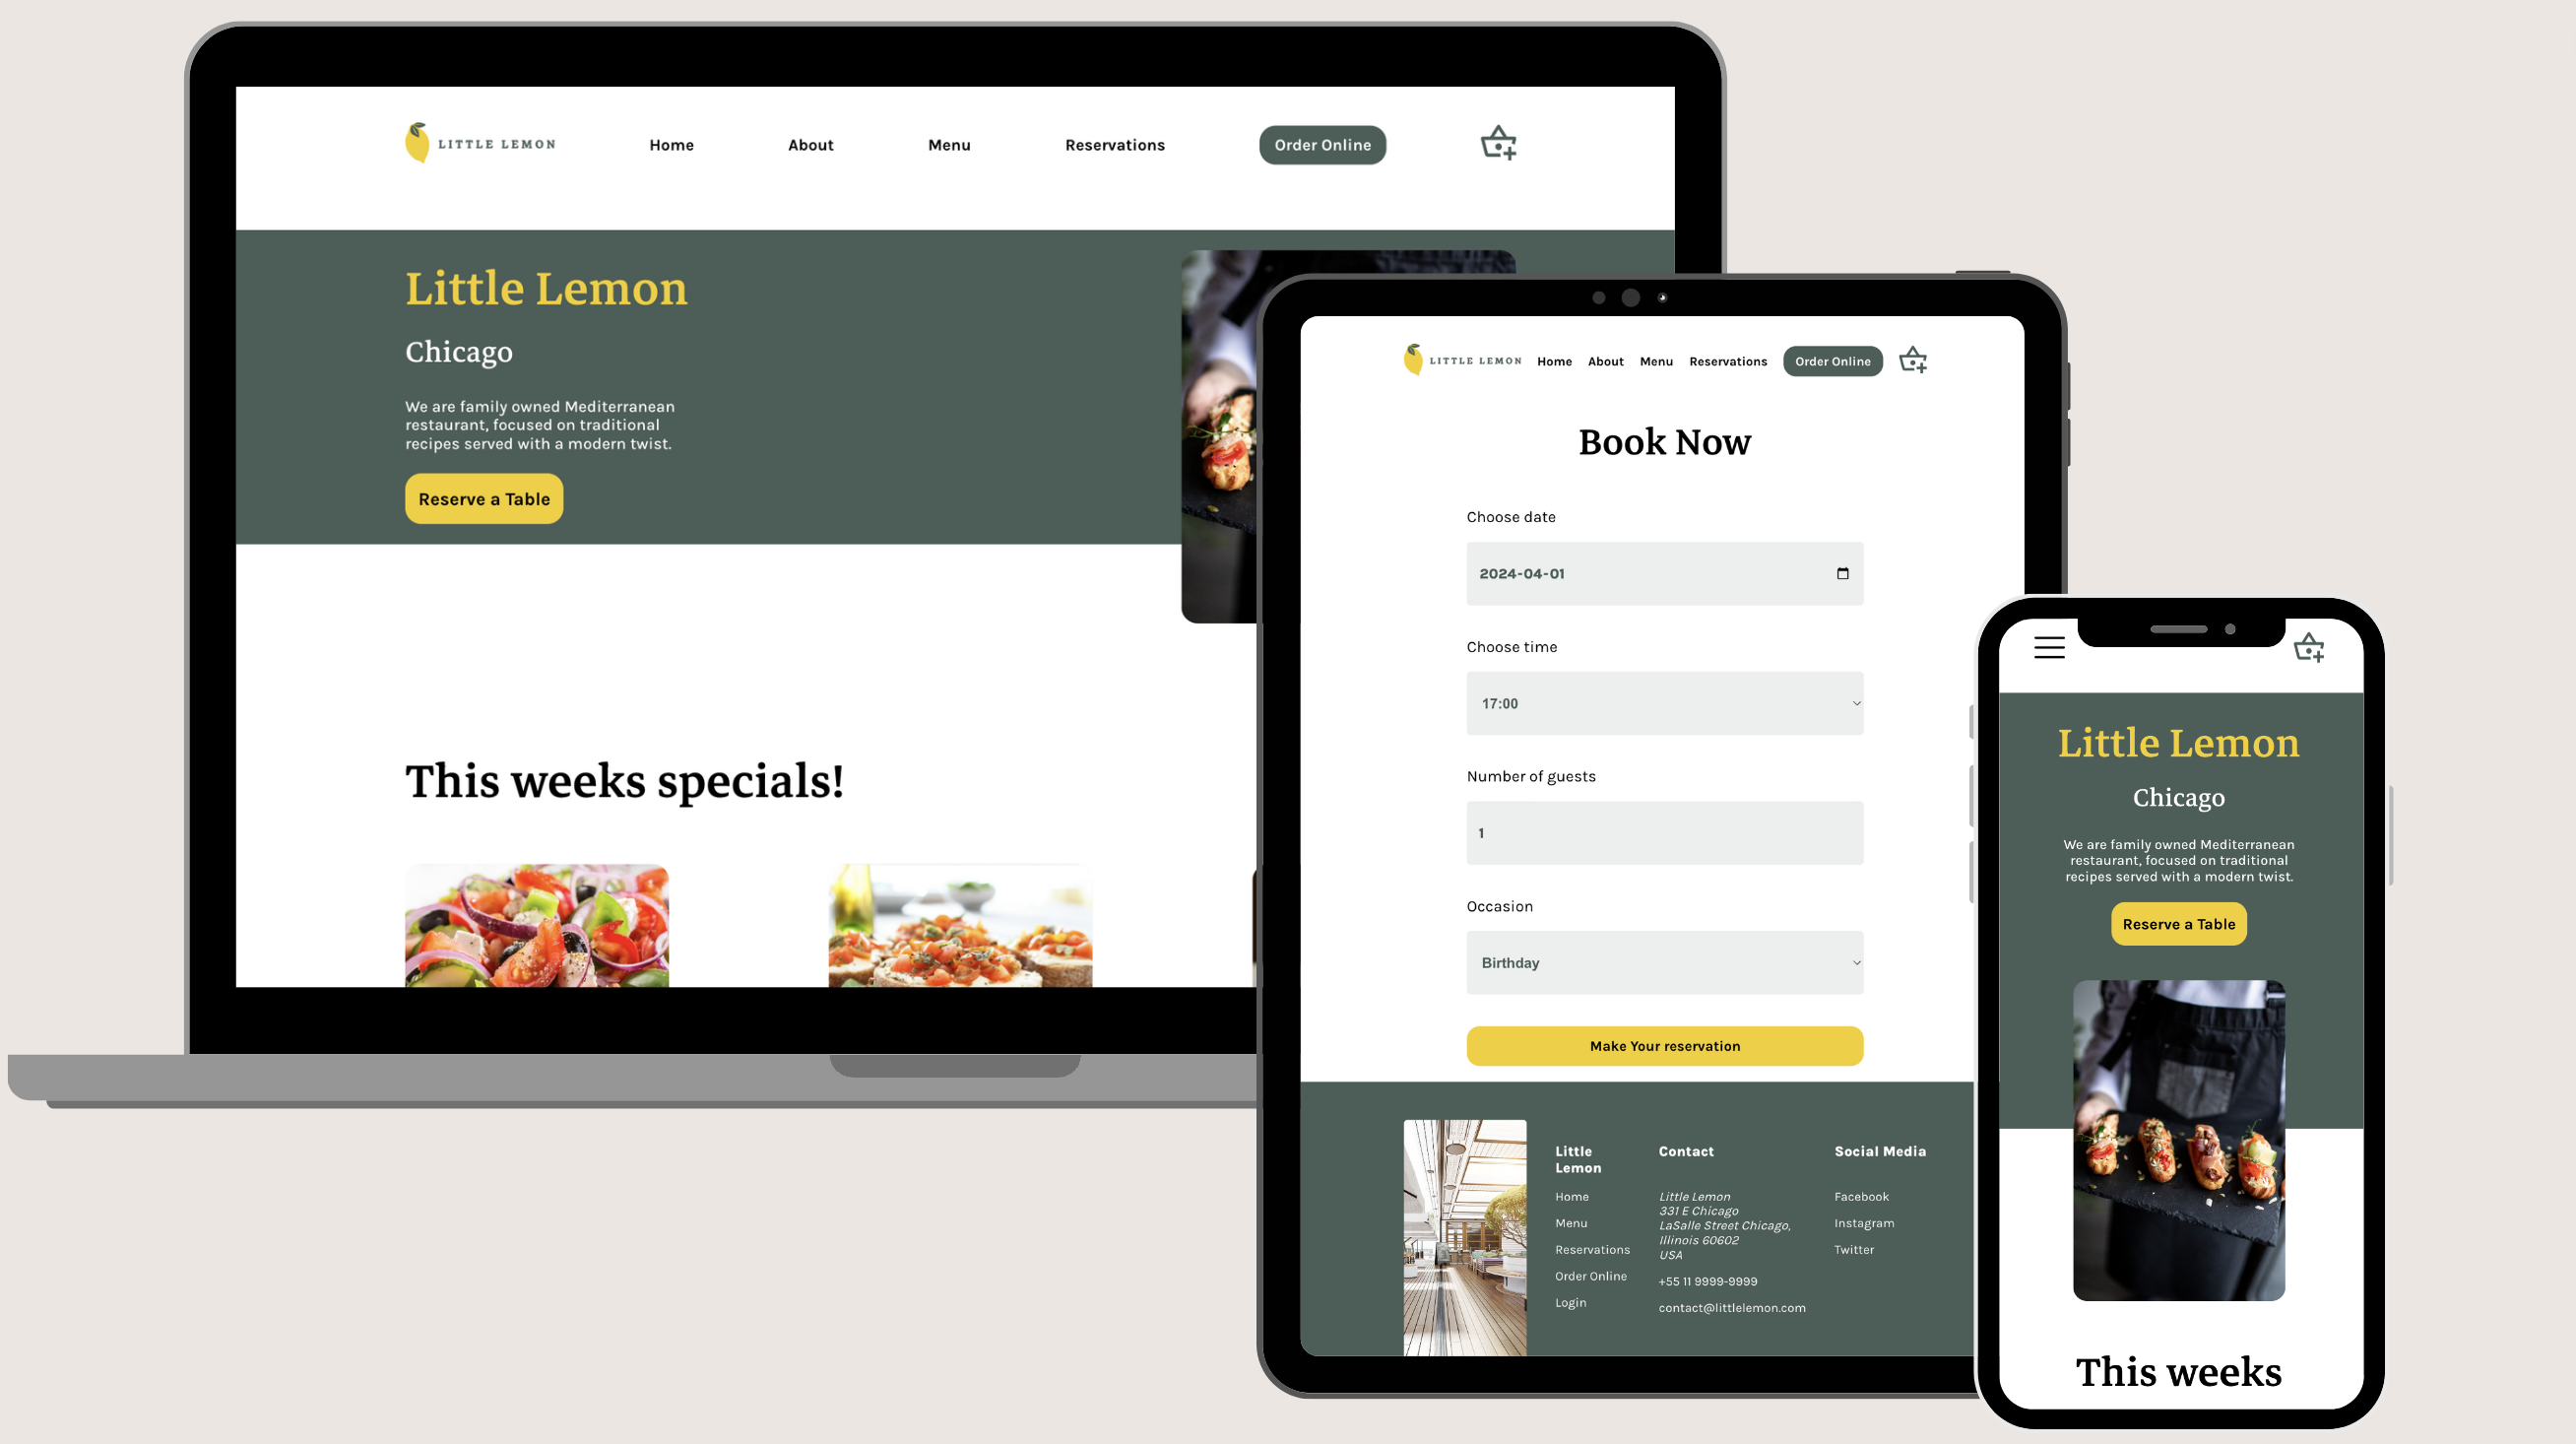 LITTLE LEMON
Home
About
Menu
Reservations
Order Online
Little Lemon
Chicago
We are family owned Mediterranean
restaurant, focused on traditional
recipes served with a modern twist.
Reserve a Table
This weeks specials!
LITTLE LEMON
Home
About
Menu
Reservations
Order Online
Book Now
Choose date
2024-04-01
Choose time
17:00
Number of guests
1
Occasion
Birthday
Make Your reservation
Little
Lemon
Home
Menu
Reservations
Order Online
Login
Contact
Little Lemon
331 E Chicago
LaSalle Street Chicago,
Illinois 60602
USA
+55 11 9999-9999
contact@littlelemon.com
Social Media
Facebook
Instagram
Twitter
Little Lemon
Chicago
We are family owned Mediterranean
restaurant, focused on traditional
recipes served with a modern twist.
Reserve a Table
This weeks